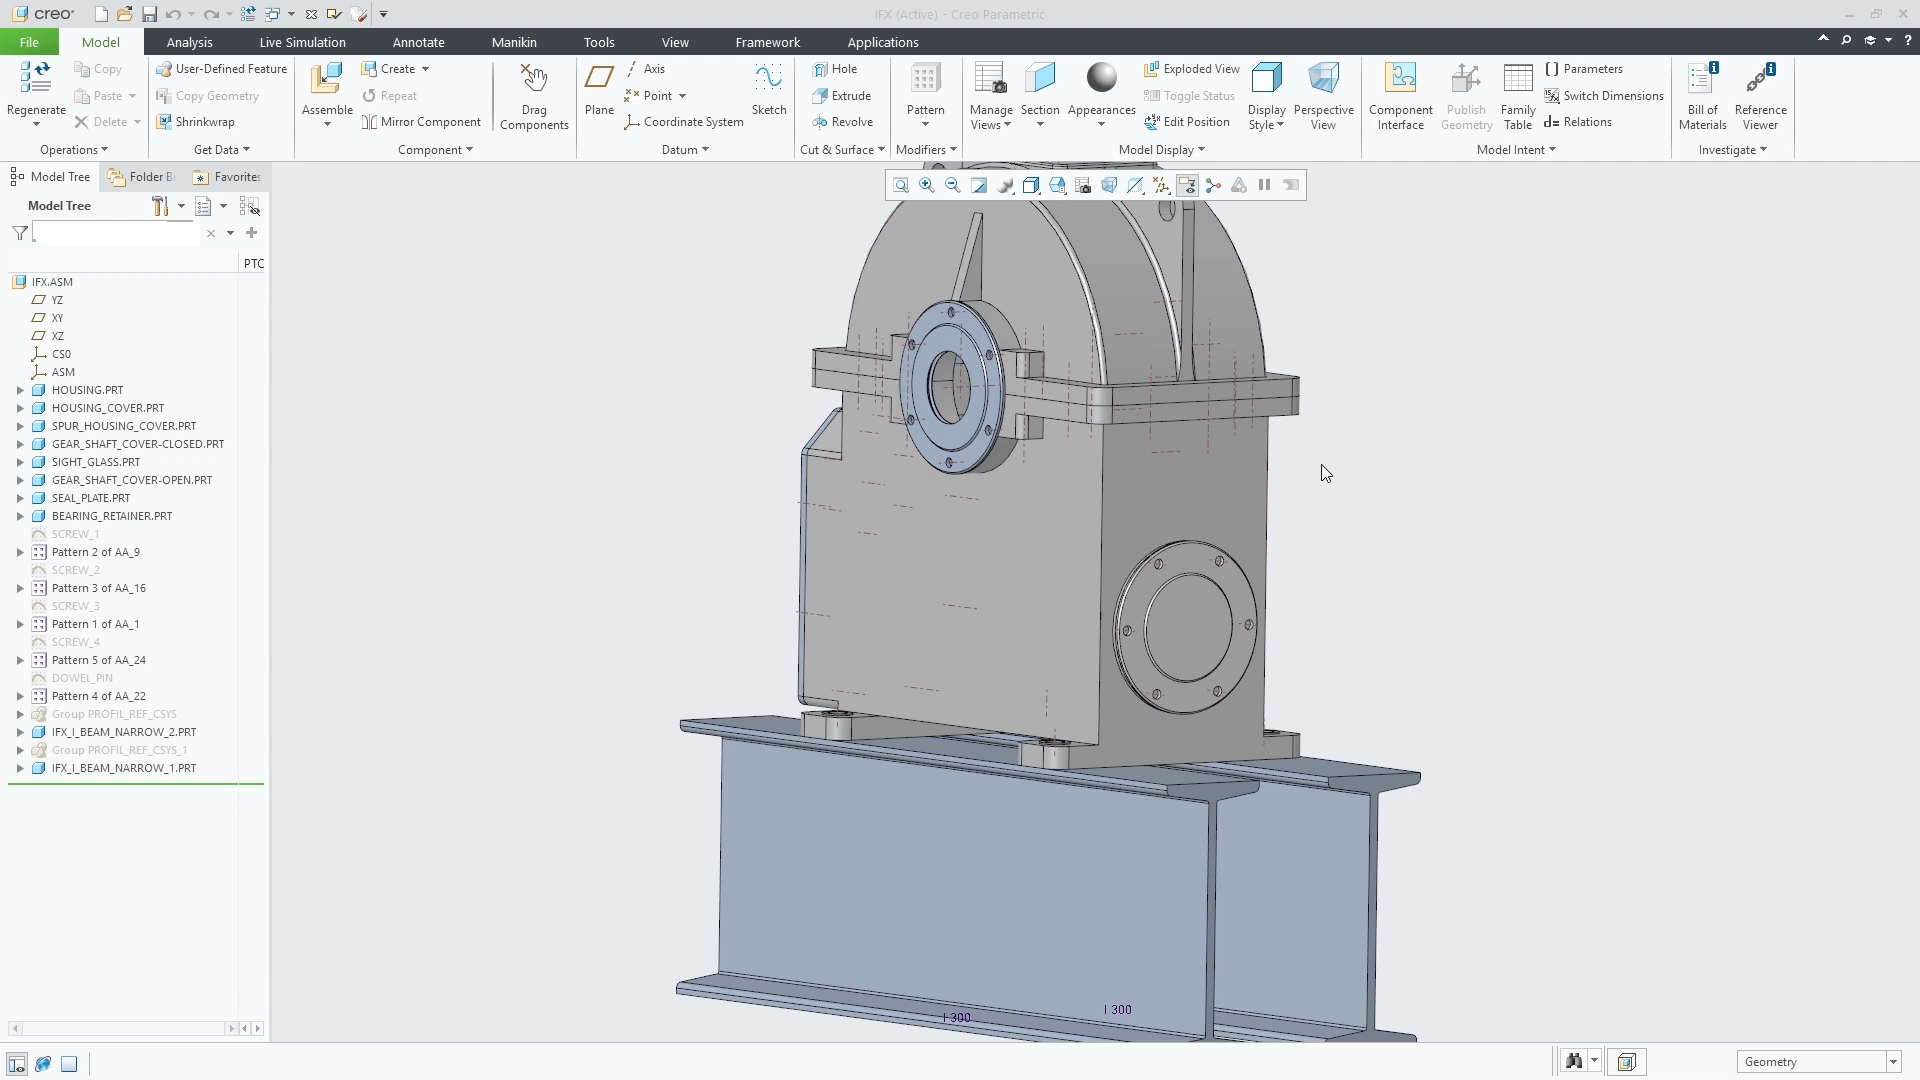 creo
IFX (Active) - Creo Parametric
File Model Analysis Live Simulation Annotate Manikin Tools View Framework Applications
Regenerate
Copy
Paste
Delete
Operations
User-Defined Feature
Copy Geometry
Shrinkwrap
Get Data
Assemble
Create
Repeat
Mirror Component
Drag Components
Component
Plane
Axis
Point
Coordinate System
Sketch
Datum
Hole
Extrude
Revolve
Cut & Surface
Pattern
Modifiers
Manage Views
Section
Appearances
Exploded View
Toggle Status
Edit Position
Display Style
Perspective View
Model Display
Component Interface
Publish Geometry
Family Table
Parameters
Switch Dimensions
d= Relations
Model Intent
Bill of Materials
Reference Viewer
Investigate
Model Tree Folder B Favorites
Model Tree
PTC
IFX.ASM
YZ
XY
XZ
CS0
ASM
HOUSING.PRT
HOUSING_COVER.PRT
SPUR_HOUSING_COVER.PRT
GEAR_SHAFT_COVER-CLOSED.PRT
SIGHT_GLASS.PRT
GEAR_SHAFT_COVER-OPEN.PRT
SEAL_PLATE.PRT
BEARING_RETAINER.PRT
SCREW_1
Pattern 2 of AA_9
SCREW_2
Pattern 3 of AA_16
SCREW_3
Pattern 1 of AA_1
SCREW_4
Pattern 5 of AA_24
DOWEL_PIN
Pattern 4 of AA_22
Group PROFIL_REF_CSYS
IFX_I_BEAM_NARROW_2.PRT
Group PROFIL_REF_CSYS_1
IFX_I_BEAM_NARROW_1.PRT
I 300
I 300
Geometry